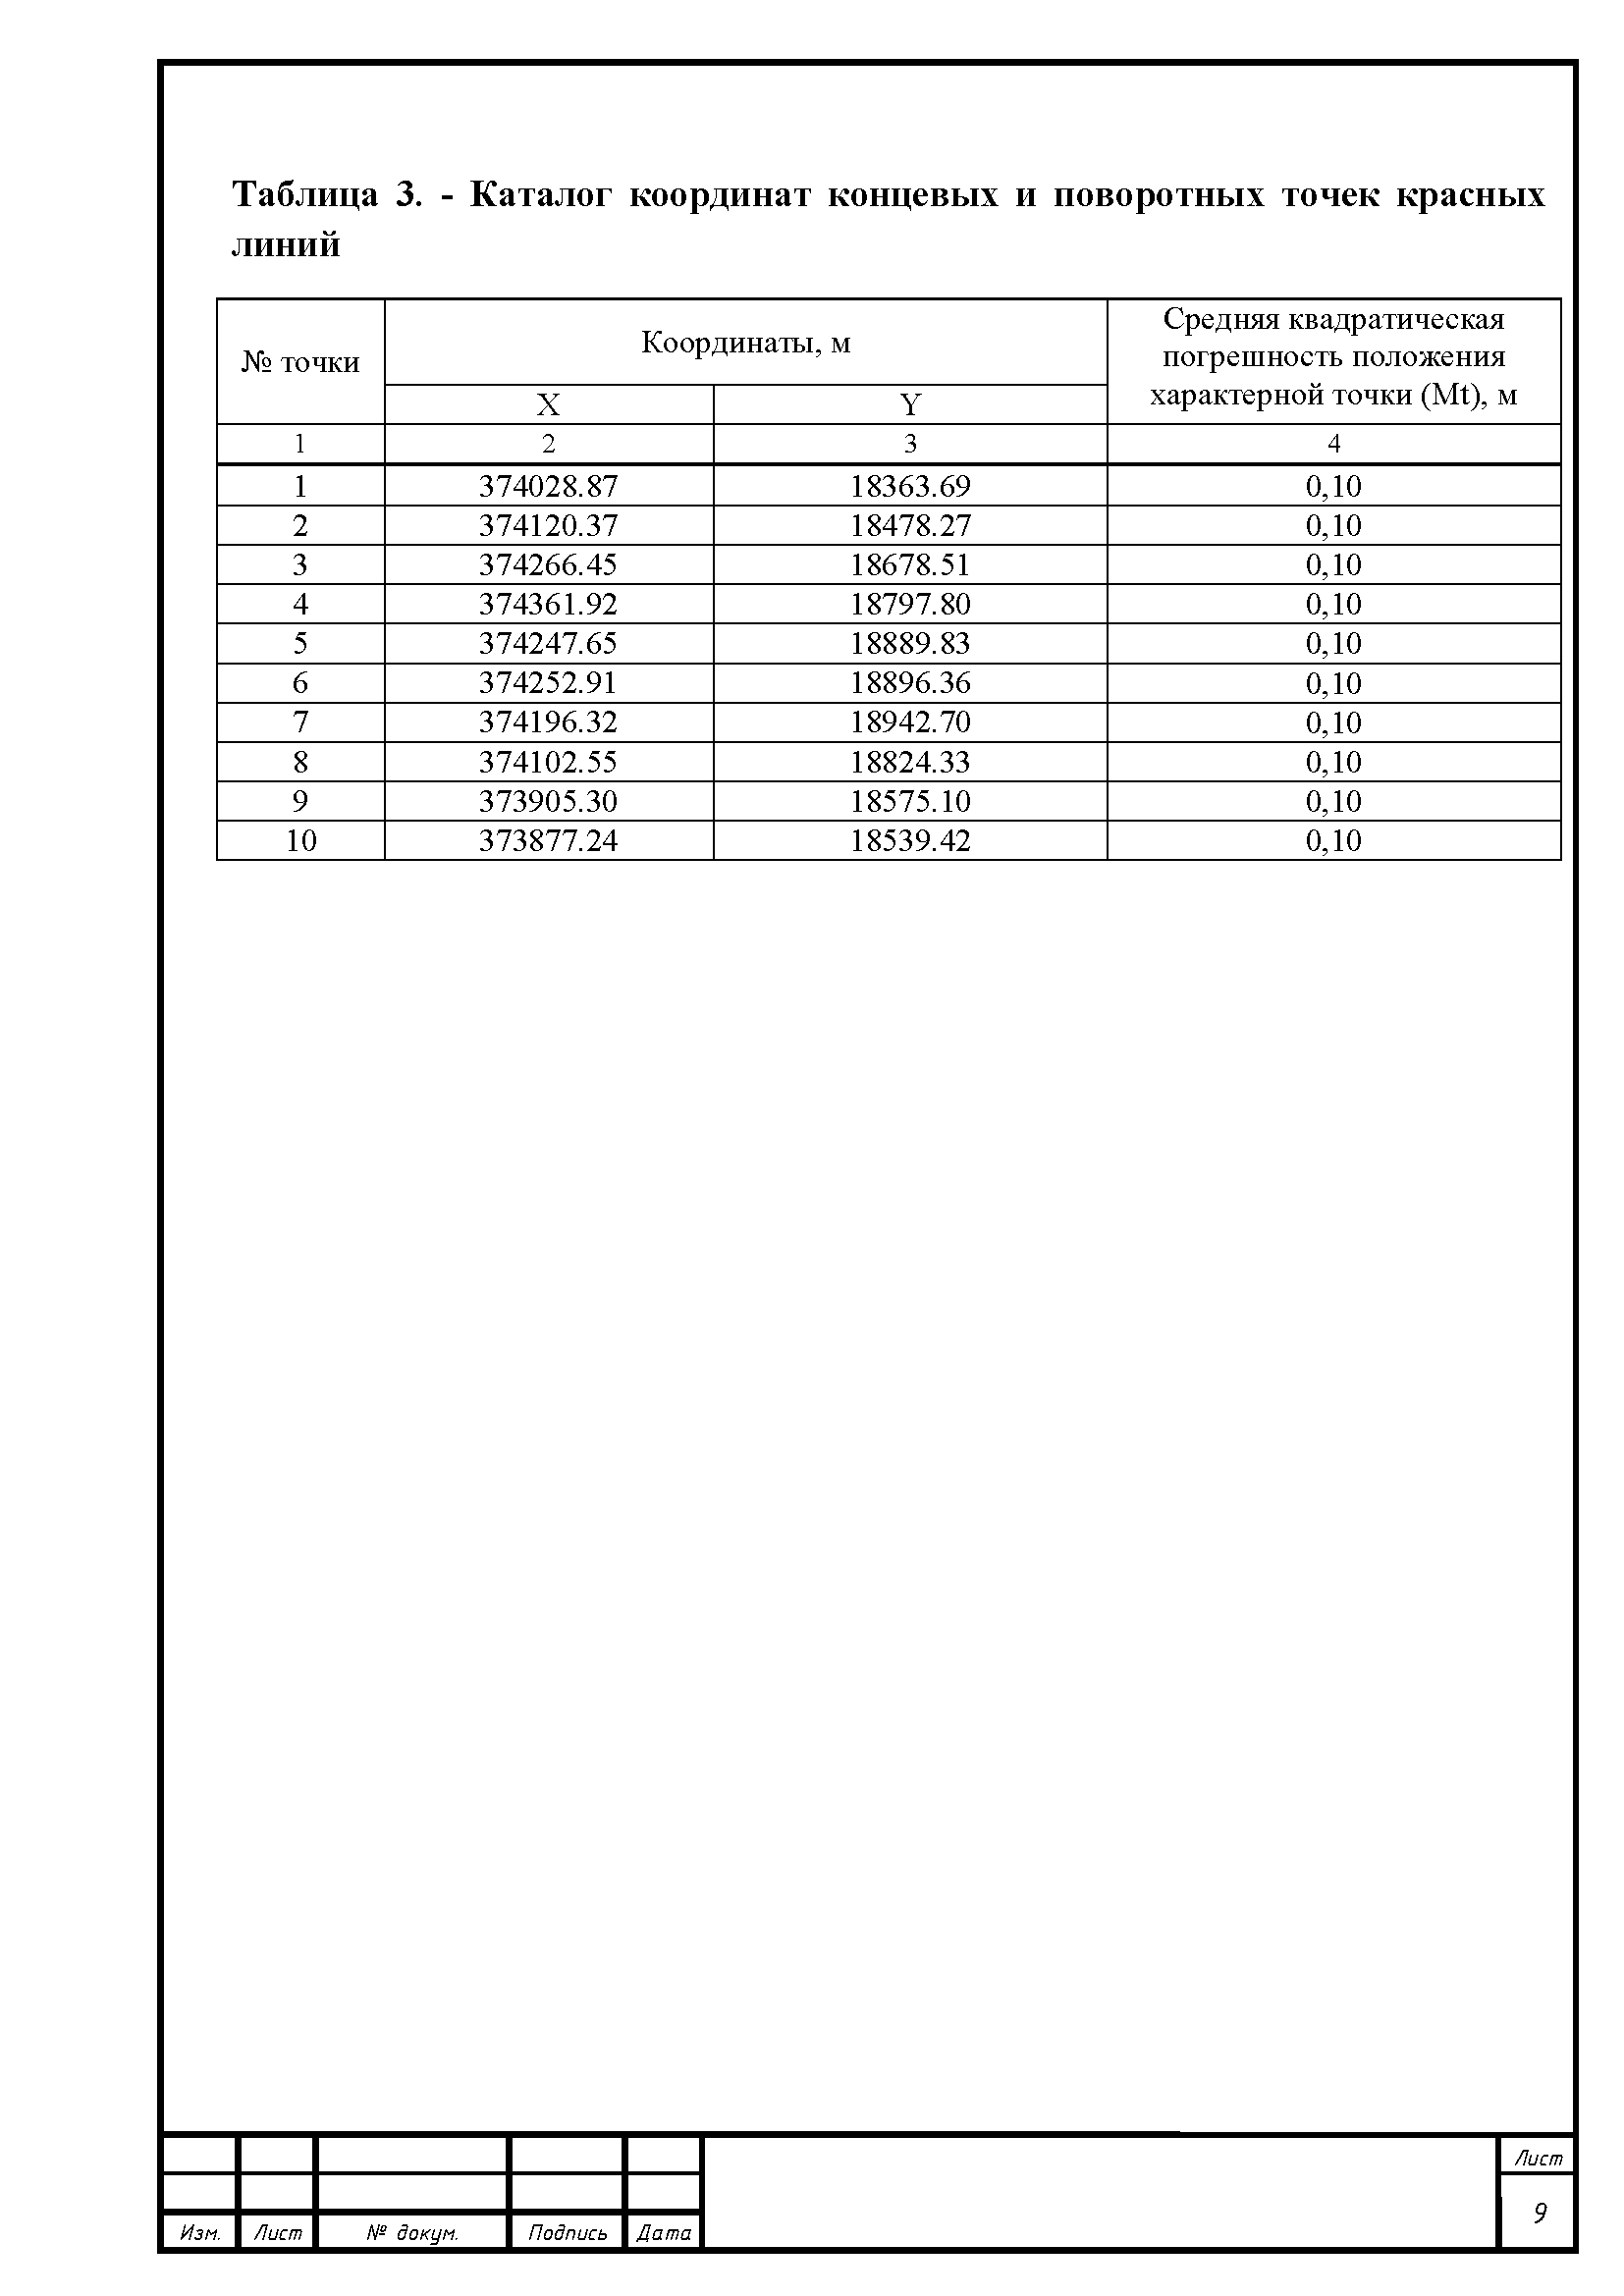 Таблица 3. - Каталог координат концевых и поворотных точек красных
линий
№ точки
Координаты, м
Средняя квадратическая
погрешность положения
характерной точки (Mt), м
X Y
1 2 3 4
1 374028.87 18363.69 0,10
2 374120.37 18478.27 0,10
3 374266.45 18678.51 0,10
4 374361.92 18797.80 0,10
5 374247.65 18889.83 0,10
6 374252.91 18896.36 0,10
7 374196.32 18942.70 0,10
8 374102.55 18824.33 0,10
9 373905.30 18575.10 0,10
10 373877.24 18539.42 0,10
Лист
9
Изм. Лист № докум. Подпись Дата